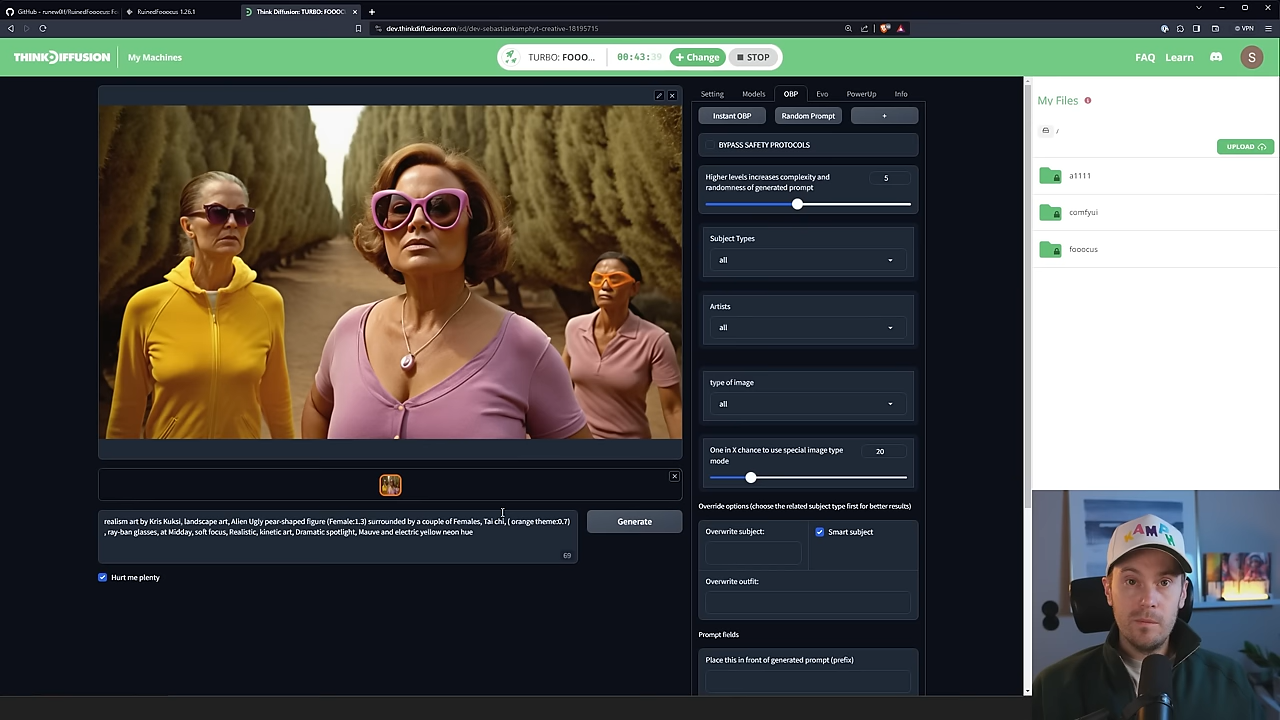 GitHub - runew0lf/RuinedFooocus: Fo
RuinedFooocus 1.26.1
Think Diffusion: TURBO: FOOOC
dev.thinkdiffusion.com/sd/dev-sebastiankamphyt-creative-18195715
VPN
THINKDIFFUSION
My Machines
TURBO: FOOO...
00:43:39
+ Change
STOP
FAQ
Learn
S
Setting
Models
OBP
Evo
PowerUp
Info
Instant OBP
Random Prompt
+
BYPASS SAFETY PROTOCOLS
Higher levels increases complexity and
randomness of generated prompt
5
Subject Types
all
Artists
all
type of image
all
One in X chance to use special image type
mode
20
Override options (choose the related subject type first for better results)
Overwrite subject:
Smart subject
Overwrite outfit:
Prompt fields
Place this in front of generated prompt (prefix)
realism art by Kris Kuksi, landscape art, Alien Ugly pear-shaped figure (Female:1.3) surrounded by a couple of Females, Tai chi, ( orange theme:0.7)
, ray-ban glasses, at Midday, soft focus, Realistic, kinetic art, Dramatic spotlight, Mauve and electric yellow neon hue
69
Generate
Hurt me plenty
My Files
/
UPLOAD
a1111
comfyui
fooocus
KAMPH